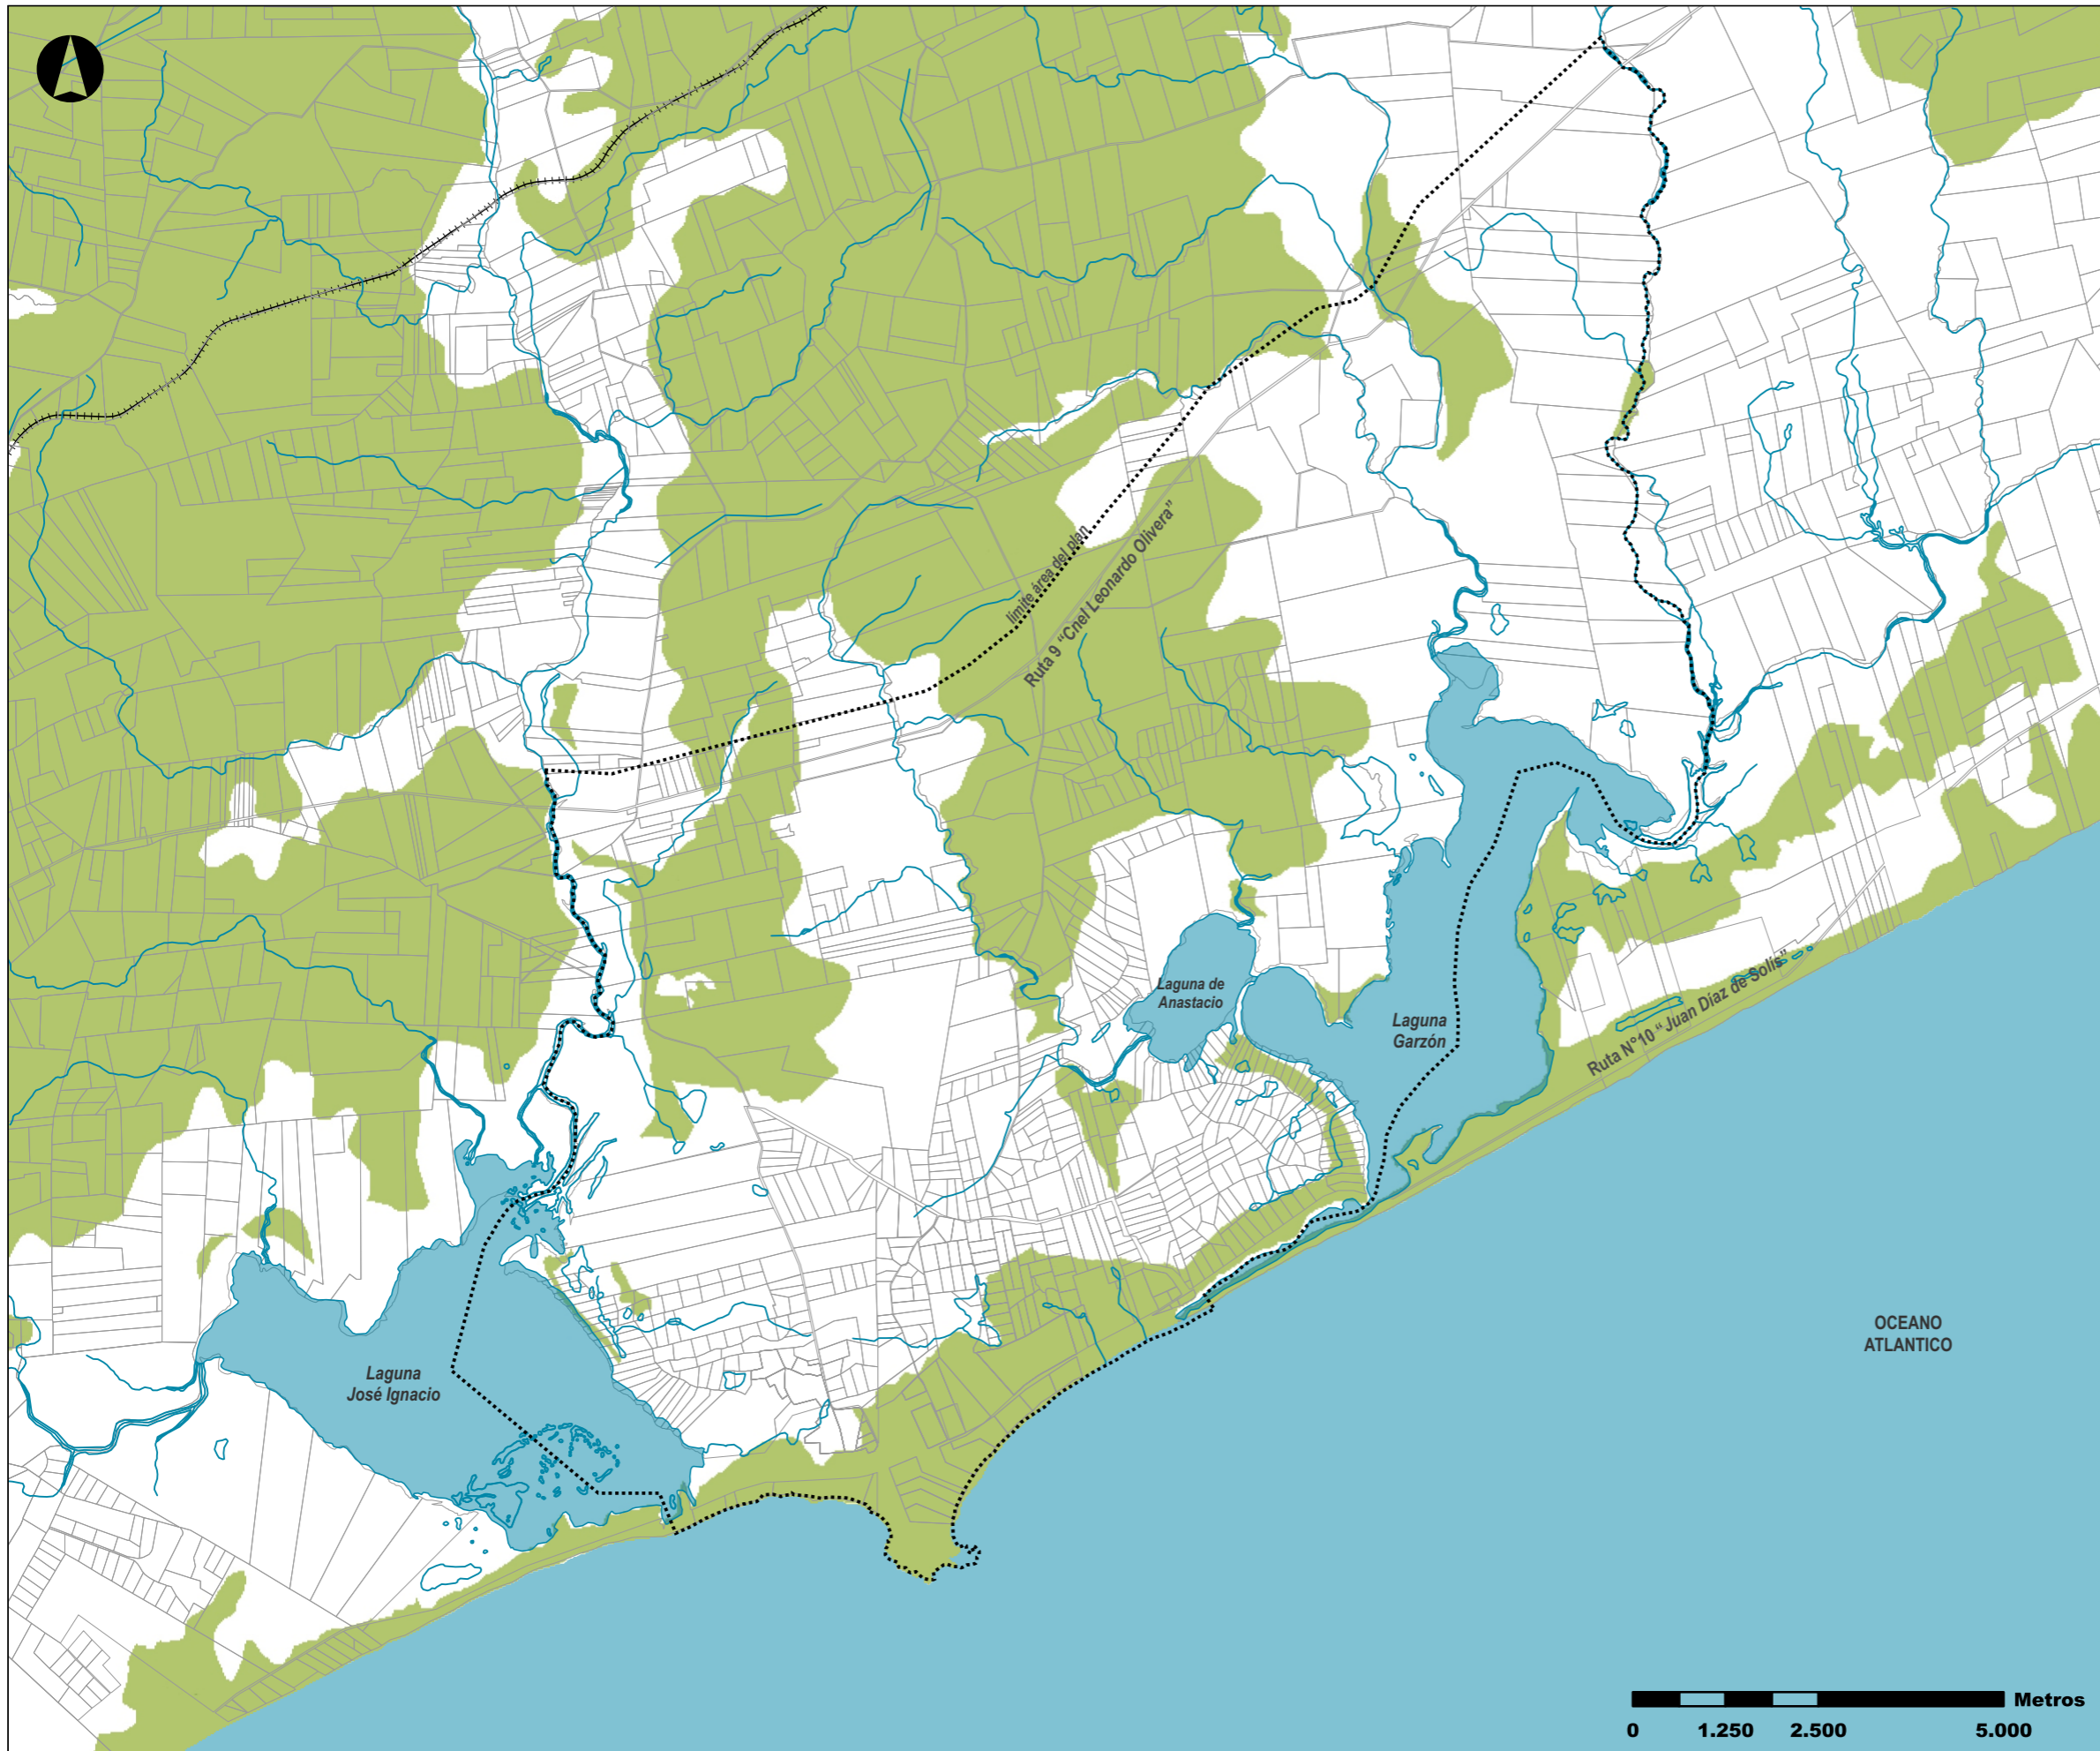 límite área del plan
Ruta 9 “Cnel Leonardo Olivera”
Laguna de
Anastacio
Laguna
Garzón
Ruta N°10 “ Juan Díaz de Solís”
Laguna
José Ignacio
OCEANO
ATLANTICO
Metros
0 1.250 2.500 5.000